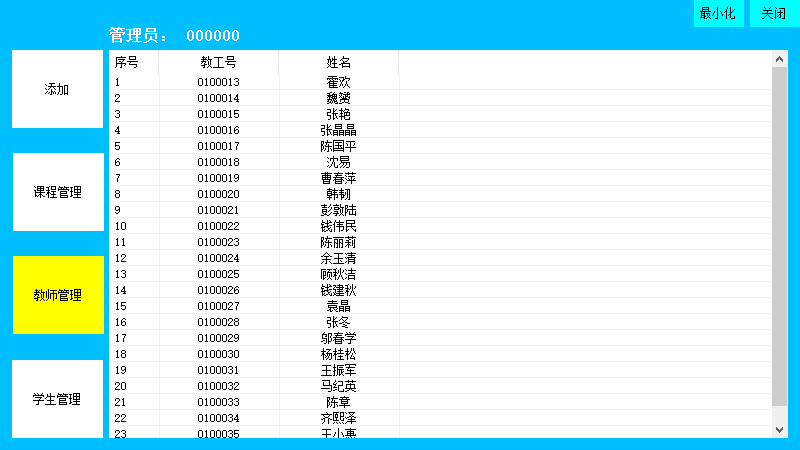 最小化 关闭
管理员: 000000
添加
课程管理
教师管理
学生管理
序号 教工号 姓名
1 0100013 霍欢
2 0100014 魏赟
3 0100015 张艳
4 0100016 张晶晶
5 0100017 陈国平
6 0100018 沈易
7 0100019 曹春萍
8 0100020 韩韧
9 0100021 彭敦陆
10 0100022 钱伟民
11 0100023 陈丽莉
12 0100024 余玉清
13 0100025 顾秋洁
14 0100026 钱建秋
15 0100027 袁晶
16 0100028 张冬
17 0100029 邬春学
18 0100030 杨桂松
19 0100031 王振军
20 0100032 马纪英
21 0100033 陈章
22 0100034 齐熙泽
23 0100035 王小惠